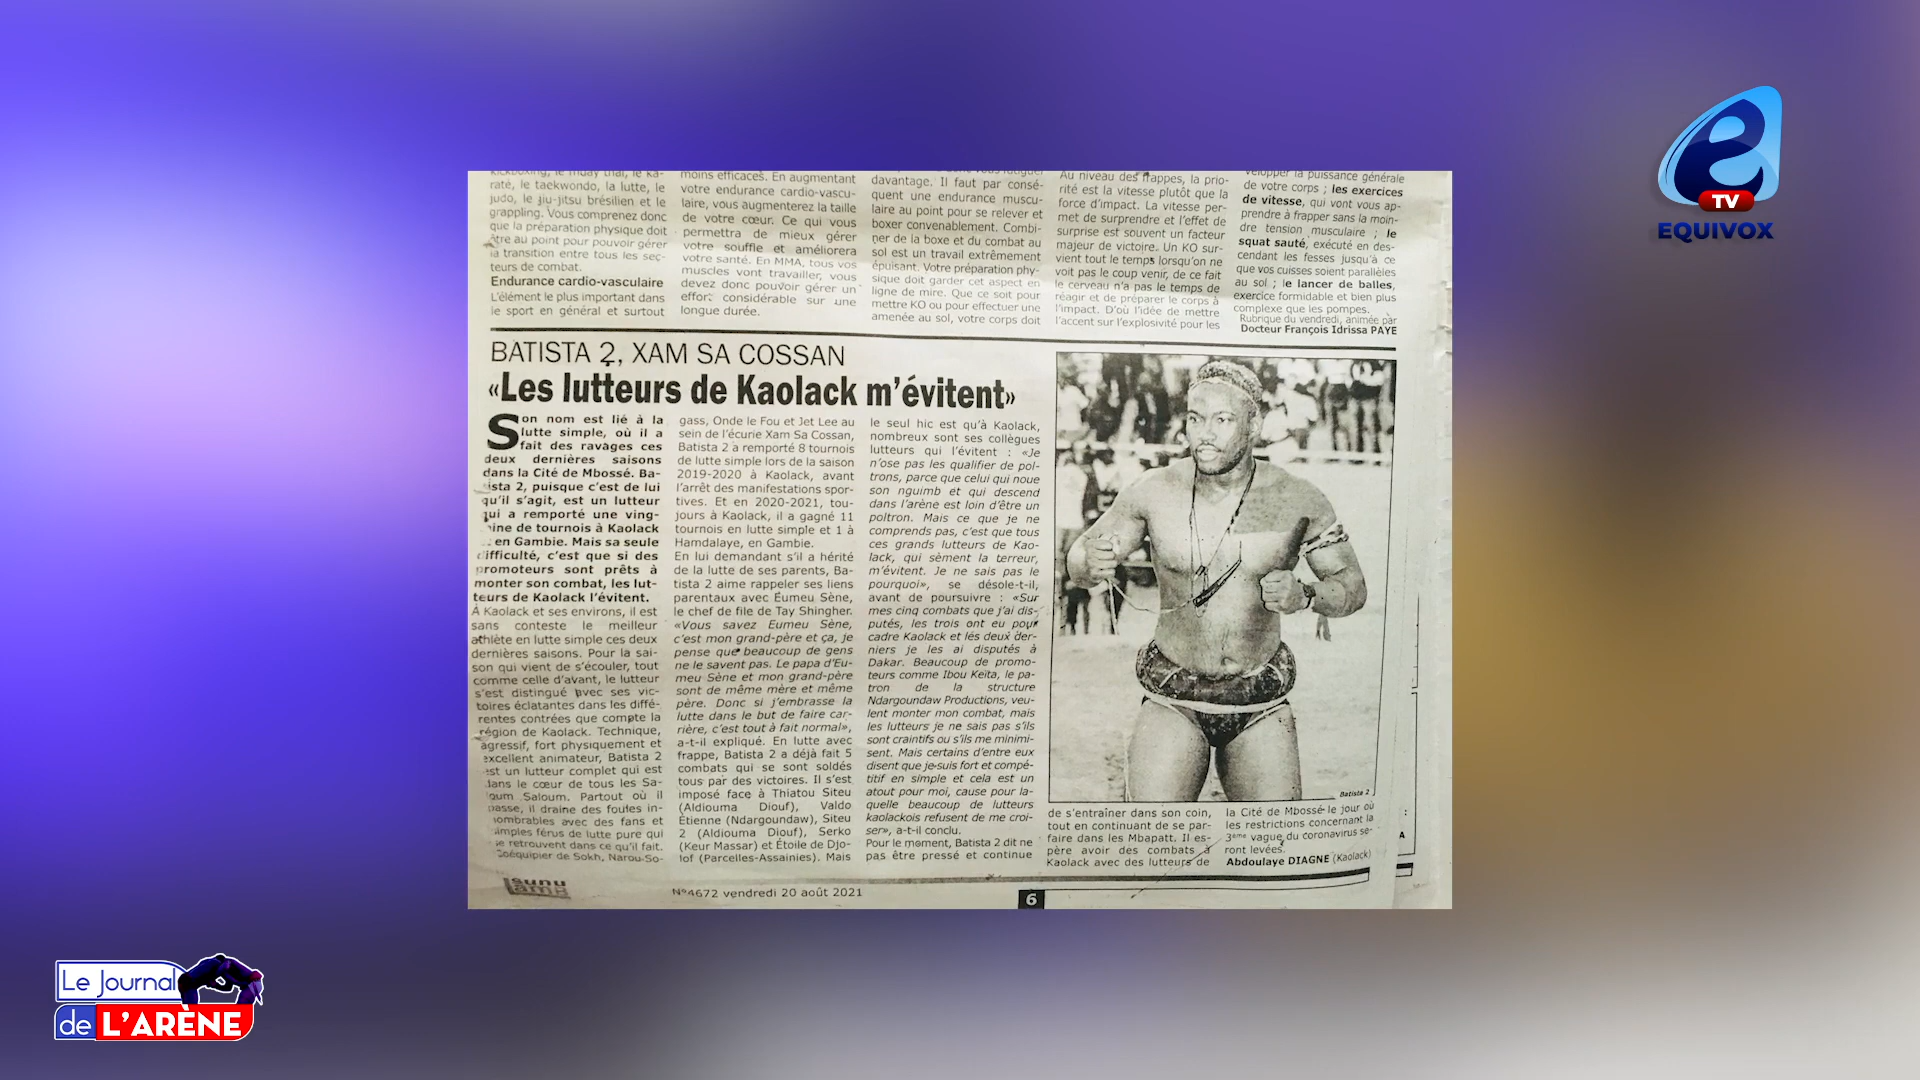 e
TV
EQUIVOX
raté, le taekwondo, la lutte, le
judo, le jiu-jitsu brésilien et le
grappling. Vous comprenez donc
que la préparation physique doit
être au point pour pouvoir gérer
la transition entre tous les sec-
teurs de combat.
Endurance cardio-vasculaire
L'élément le plus important dans
le sport en général et surtout
moins efficaces. En augmentant
votre endurance cardio-vascu-
laire, vous augmenterez la taille
de votre cœur. Ce qui vous
permettra de mieux gérer
votre souffle et améliorera
votre santé. En MMA, tous vos
muscles vont travailler, vous
devez donc pouvoir gérer un
effort considérable sur une
longue durée.
davantage. Il faut par consé-
quent une endurance muscu-
laire au point pour se relever et
boxer convenablement. Combi-
ner de la boxe et du combat au
sol est un travail extrêmement
épuisant. Votre préparation phy-
sique doit garder cet aspect en
ligne de mire. Que ce soit pour
mettre KO ou pour effectuer une
amenée au sol, votre corps doit
Au niveau des frappes, la prio-
rité est la vitesse plutôt que la
force d'impact. La vitesse per-
met de surprendre et l'effet de
surprise est souvent un facteur
majeur de victoire. Un KO sur-
vient tout le temps lorsqu'on ne
voit pas le coup venir, de ce fait
le cerveau n'a pas le temps de
réagir et de préparer le corps à
l'impact. D'où l'idée de mettre
l'accent sur l'explosivité pour les
velopper la puissance générale
de votre corps ; les exercices
de vitesse, qui vont vous ap-
prendre à frapper sans la moin-
dre tension musculaire ; le
squat sauté, exécuté en des-
cendant les fesses jusqu'à ce
que vos cuisses soient parallèles
au sol ; le lancer de balles,
exercice formidable et bien plus
complexe que les pompes.
Rubrique du vendredi, animée par
Docteur François Idrissa PAYE
BATISTA 2, XAM SA COSSAN
«Les lutteurs de Kaolack m'évitent»
Son nom est lié à la
lutte simple, où il a
fait des ravages ces
deux dernières saisons
dans la Cité de Mbossé. Ba-
ista 2, puisque c'est de lui
qu'il s'agit, est un lutteur
qui a remporté une ving-
ine de tournois à Kaolack
en Gambie. Mais sa seule
difficulté, c'est que si des
promoteurs sont prêts à
monter son combat, les lut-
teurs de Kaolack l'évitent.
À Kaolack et ses environs, il est
sans conteste le meilleur
athlète en lutte simple ces deux
dernières saisons. Pour la sai-
son qui vient de s'écouler, tout
comme celle d'avant, le lutteur
s'est distingué avec ses vic-
toires éclatantes dans les diffé-
rentes contrées que compte la
région de Kaolack. Technique,
agressif, fort physiquement et
excellent animateur, Batista 2
est un lutteur complet qui est
dans le cœur de tous les Sa-
oum Saloum. Partout où il
passe, il draine des foules in-
nombrables avec des fans et
simples férus de lutte pure qui
se retrouvent dans ce qu'il fait.
Coéquipier de Sokh, Narou-So-
gass, Onde le Fou et Jet Lee au
sein de l'écurie Xam Sa Cossan,
Batista 2 a remporté 8 tournois
de lutte simple lors de la saison
2019-2020 à Kaolack, avant
l'arrêt des manifestations spor-
tives. Et en 2020-2021, tou-
jours à Kaolack, il a gagné 11
tournois en lutte simple et 1 à
Hamdalaye, en Gambie.
En lui demandant s'il a hérité
de la lutte de ses parents, Ba-
tista 2 aime rappeler ses liens
parentaux avec Eumeu Sène,
le chef de file de Tay Shingher.
«Vous savez Eumeu Sène,
c'est mon grand-père et ça, je
pense que beaucoup de gens
ne le savent pas. Le papa d'Eu-
meu Sène et mon grand-père
sont de même mère et même
père. Donc si j'embrasse la
lutte dans le but de faire car-
rière, c'est tout à fait normal»,
a-t-il expliqué. En lutte avec
frappe, Batista 2 a déjà fait 5
combats qui se sont soldés
tous par des victoires. Il s'est
imposé face à Thiatou Siteu
(Aldiouma Diouf), Valdo
Etienne (Ndargoundaw), Siteu
2 (Aldiouma Diouf), Serko
(Keur Massar) et Étoile de Djo-
lof (Parcelles-Assainies). Mais
le seul hic est qu'à Kaolack,
nombreux sont ses collègues
lutteurs qui l'évitent : «Je
n'ose pas les qualifier de pol-
trons, parce que celui qui noue
son nguimb et qui descend
dans l'arène est loin d'être un
poltron. Mais ce que je ne
comprends pas, c'est que tous
ces grands lutteurs de Kao-
lack, qui sèment la terreur,
m'évitent. Je ne sais pas le
pourquoi», se désole-t-il,
avant de poursuivre : «Sur
mes cinq combats que j'ai dis-
putés, les trois ont eu pour
cadre Kaolack et les deux der-
niers je les ai disputés à
Dakar. Beaucoup de promo-
teurs comme Ibou Keïta, le pa-
tron de la structure
Ndargoundaw Productions, veu-
lent monter mon combat, mais
les lutteurs je ne sais pas s'ils
sont craintifs ou s'ils me minimi-
sent. Mais certains d'entre eux
disent que je suis fort et compé-
titif en simple et cela est un
atout pour moi, cause pour la-
quelle beaucoup de lutteurs
kaolackois refusent de me croi-
ser», a-t-il conclu.
Pour le moment, Batista 2 dit ne
pas être pressé et continue
Batista 2
de s'entraîner dans son coin,
tout en continuant de se par-
faire dans les Mbapatt. Il es-
père avoir des combats à
Kaolack avec des lutteurs de
la Cité de Mbossé le jour où
les restrictions concernant la
3ème vague du coronavirus se-
ront levées.
Abdoulaye DIAGNE (Kaolack)
sunu
lamb
N°4672 vendredi 20 août 2021
6
Le Journal
de L'ARÈNE